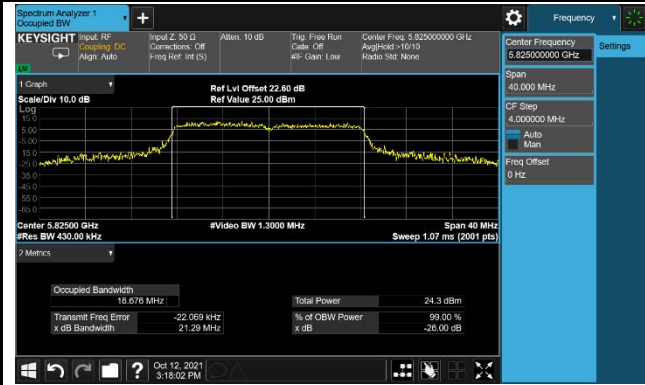 Spectrum Analyzer 1
Occupied BW
+
Frequency
KEYSIGHT
Input: RF
Coupling: DC
Align: Auto
Input Z: 50 Ω
Corrections: Off
Freq Ref: Int (S)
Atten: 10 dB
Trig: Free Run
Gate: Off
#IF Gain: Low
Center Freq: 5.825000000 GHz
Avg|Hold:>10/10
Radio Std: None
Center Frequency
5.825000000 GHz
Settings
Span
40.000 MHz
CF Step
4.000000 MHz
Auto
Man
Freq Offset
0 Hz
1 Graph
Scale/Div 10.0 dB
Ref Lvl Offset 22.60 dB
Ref Value 25.00 dBm
Log
15.0
5.00
-5.00
-15.0
-25.0
-35.0
-45.0
-55.0
-65.0
Center 5.82500 GHz
#Res BW 430.00 kHz
#Video BW 1.3000 MHz
Span 40 MHz
Sweep 1.07 ms (2001 pts)
2 Metrics
Occupied Bandwidth
16.676 MHz
Total Power 24.3 dBm
Transmit Freq Error -22.069 kHz
% of OBW Power 99.00 %
x dB Bandwidth 21.29 MHz
x dB -26.00 dB
?
Oct 12, 2021
3:18:02 PM